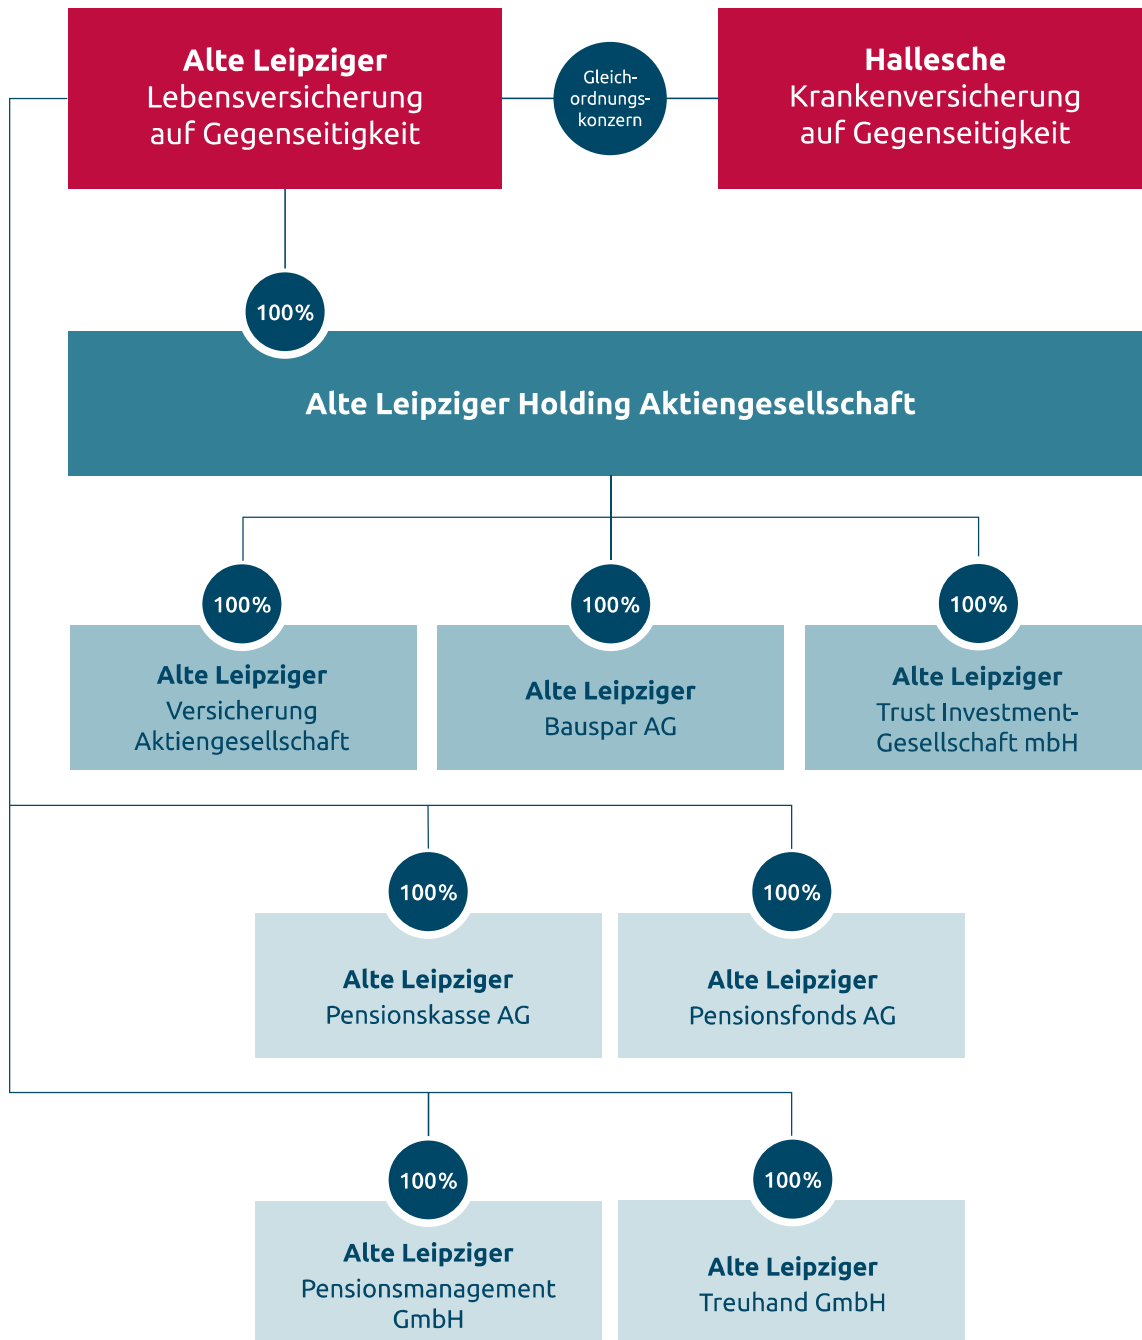 Alte Leipziger
Lebensversicherung
auf Gegenseitigkeit
Gleich-
ordnungs-
konzern
Hallesche
Krankenversicherung
auf Gegenseitigkeit
100%
Alte Leipziger Holding Aktiengesellschaft
100%
Alte Leipziger
Versicherung
Aktiengesellschaft
100%
Alte Leipziger
Bauspar AG
100%
Alte Leipziger
Trust Investment-
Gesellschaft mbH
100%
Alte Leipziger
Pensionskasse AG
100%
Alte Leipziger
Pensionsfonds AG
100%
Alte Leipziger
Pensionsmanagement
GmbH
100%
Alte Leipziger
Treuhand GmbH